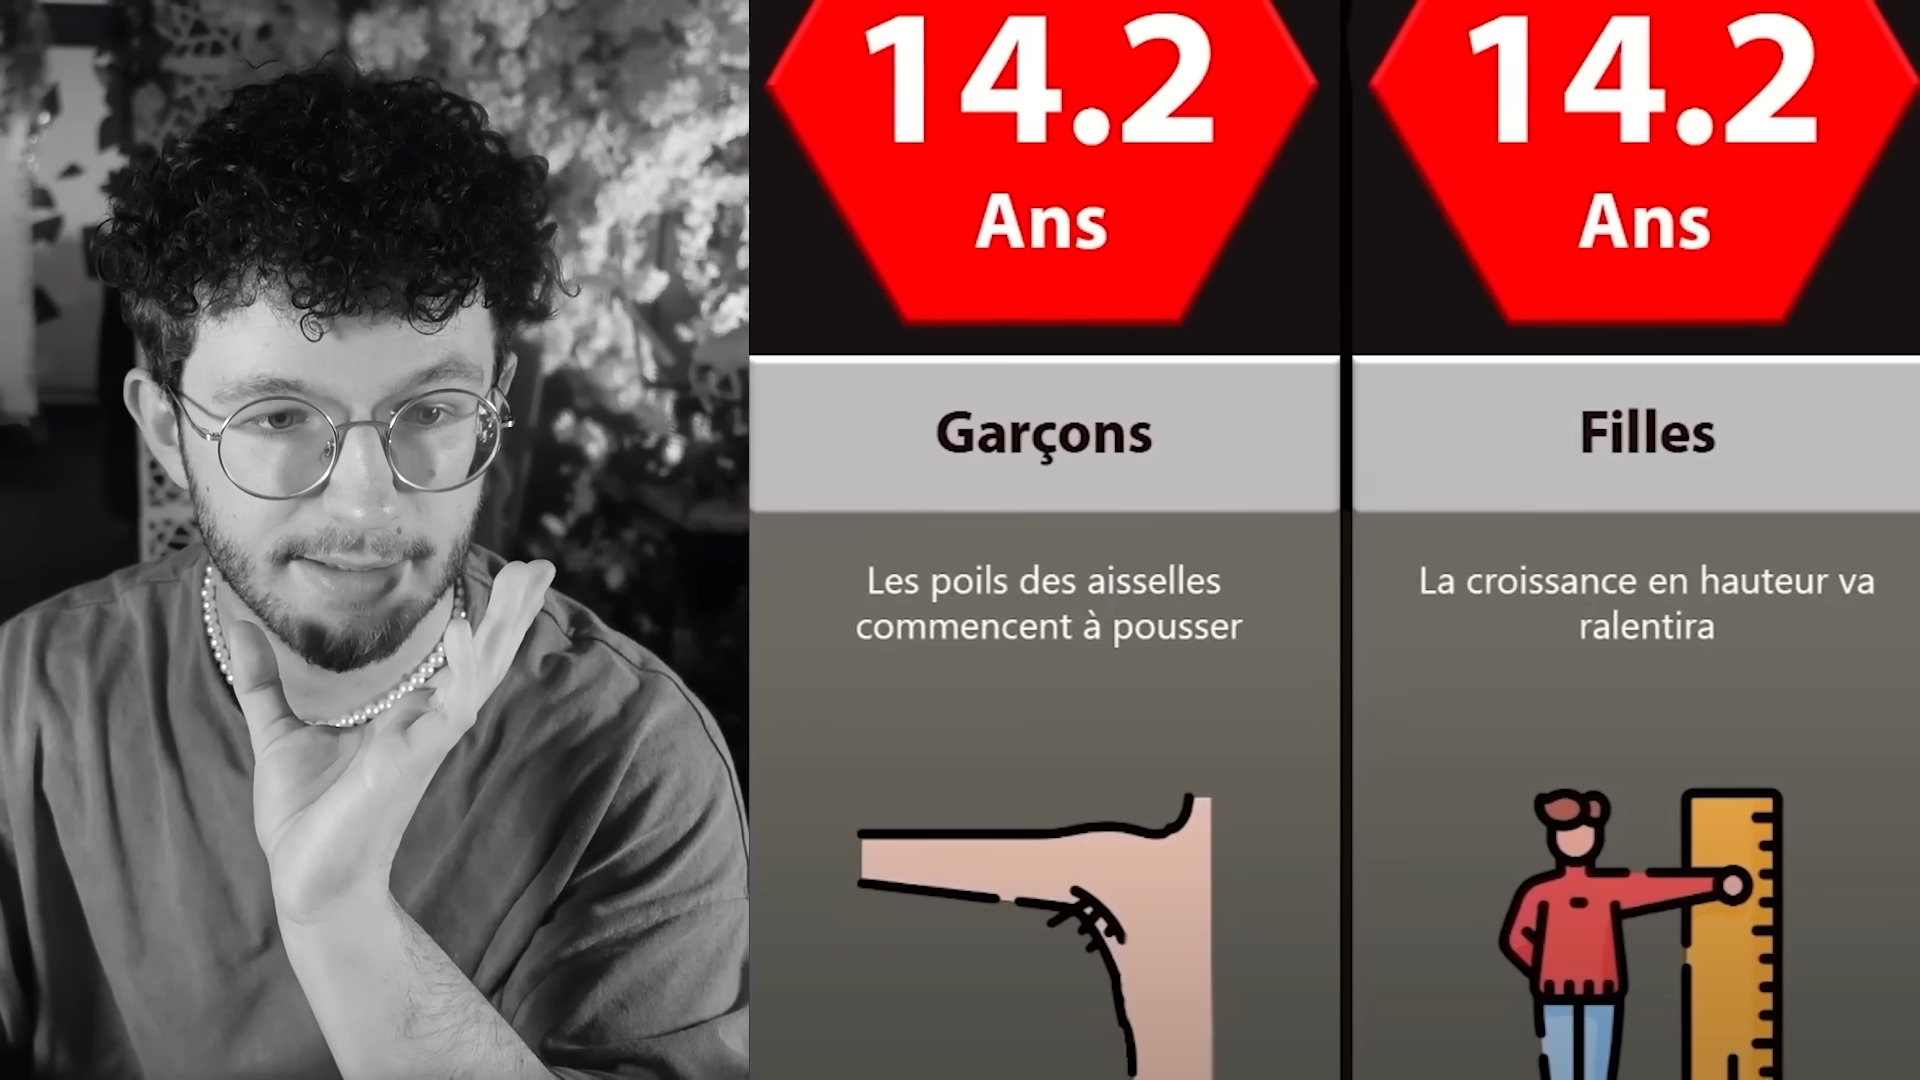 14.2
Ans
Garçons
Les poils des aisselles
commencent à pousser
14.2
Ans
Filles
La croissance en hauteur va
ralentira